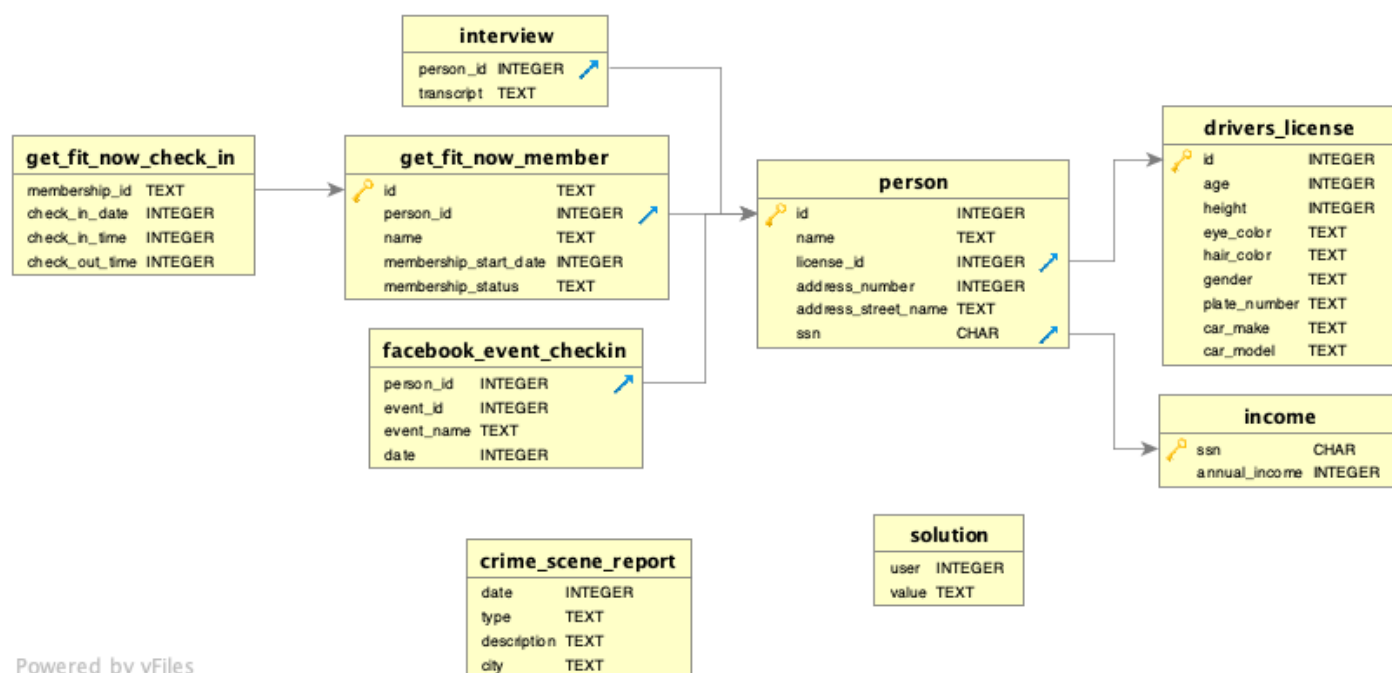 interview
person_id INTEGER
transcript TEXT
get_fit_now_check_in
membership_id TEXT
check_in_date INTEGER
check_in_time INTEGER
check_out_time INTEGER
get_fit_now_member
id TEXT
person_id INTEGER
name TEXT
membership_start_date INTEGER
membership_status TEXT
facebook_event_checkin
person_id INTEGER
event_id INTEGER
event_name TEXT
date INTEGER
person
id INTEGER
name TEXT
license_id INTEGER
address_number INTEGER
address_street_name TEXT
ssn CHAR
drivers_license
id INTEGER
age INTEGER
height INTEGER
eye_color TEXT
hair_color TEXT
gender TEXT
plate_number TEXT
car_make TEXT
car_model TEXT
income
ssn CHAR
annual_income INTEGER
solution
user INTEGER
value TEXT
crime_scene_report
date INTEGER
type TEXT
description TEXT
city TEXT
Powered by yFiles